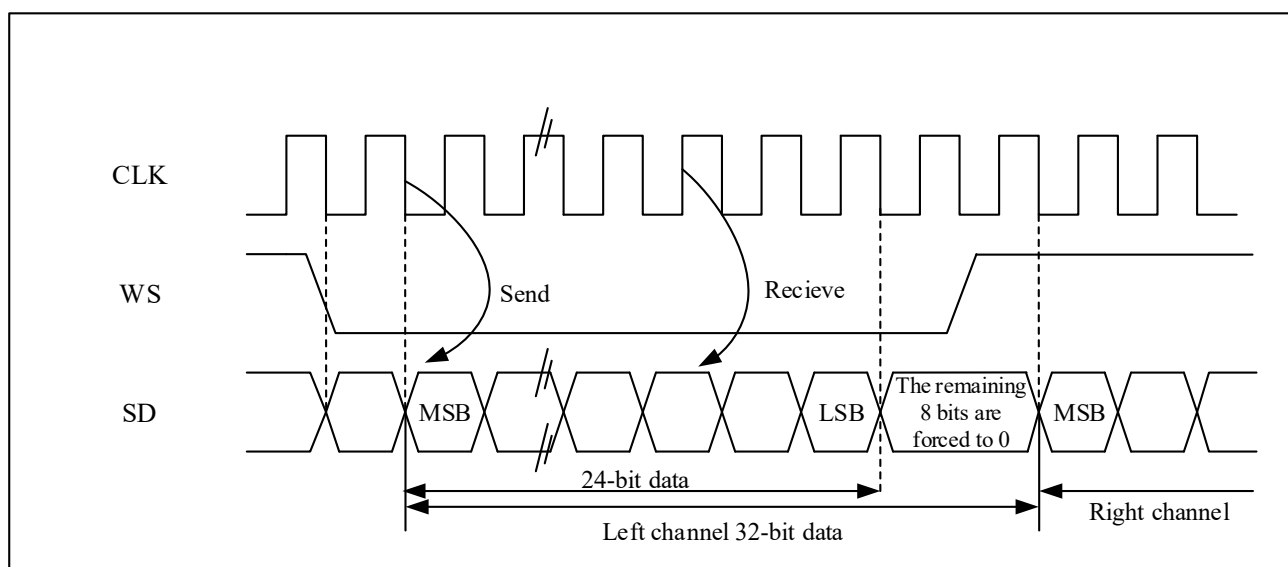 CLK
WS
Send
Recieve
SD
MSB
LSB
The remaining
8 bits are
forced to 0
MSB
24-bit data
Left channel 32-bit data
Right channel